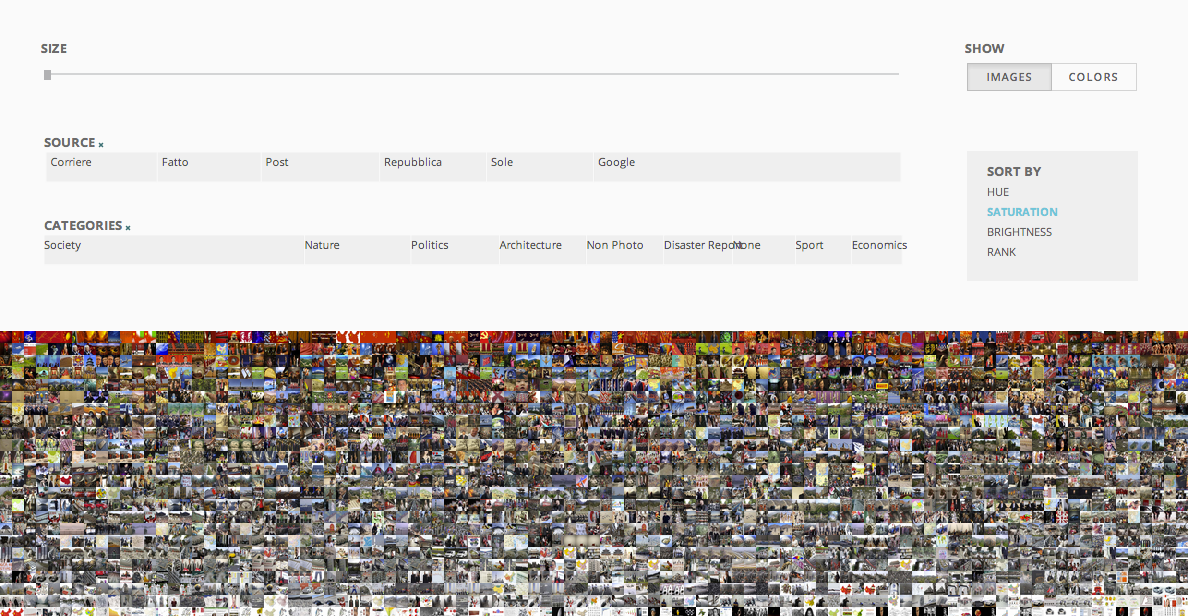 SIZE
SHOW
IMAGES COLORS
SOURCE x
Corriere Fatto Post Repubblica Sole Google
SORT BY
HUE
SATURATION
BRIGHTNESS
RANK
CATEGORIES x
Society Nature Politics Architecture Non Photo Disaster Report None Sport Economics